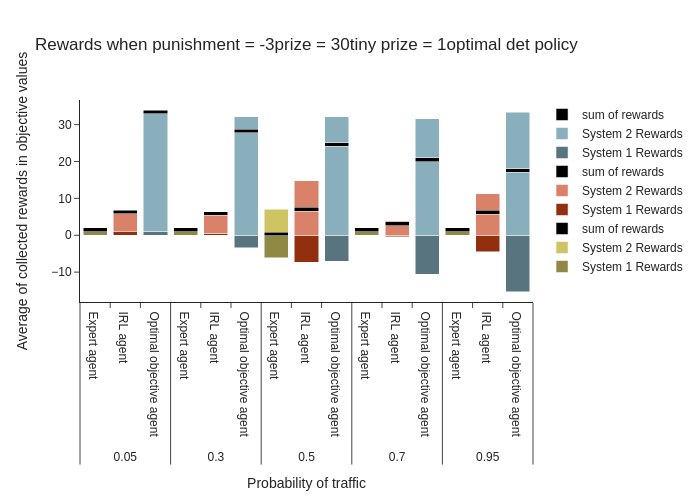 Rewards when punishment = -3prize = 30tiny prize = 1optimal det policy
Average of collected rewards in objective values
30
20
10
0
−10
sum of rewards
System 2 Rewards
System 1 Rewards
sum of rewards
System 2 Rewards
System 1 Rewards
sum of rewards
System 2 Rewards
System 1 Rewards
Expert agent
IRL agent
Optimal objective agent
Expert agent
IRL agent
Optimal objective agent
Expert agent
IRL agent
Optimal objective agent
Expert agent
IRL agent
Optimal objective agent
Expert agent
IRL agent
Optimal objective agent
0.05
0.3
0.5
0.7
0.95
Probability of traffic